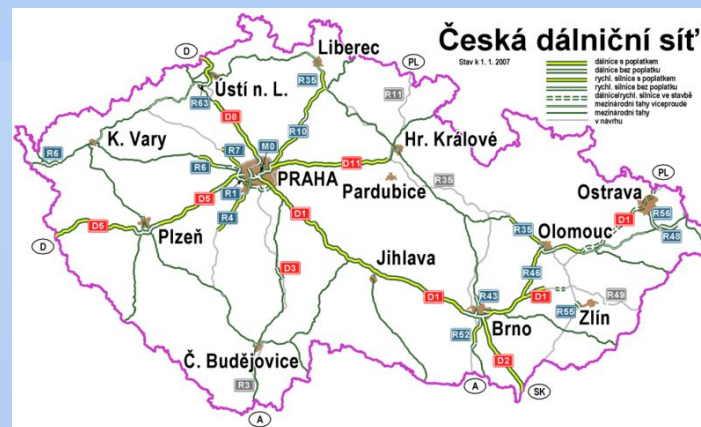 Česká dálniční síť
Stav k 1. 1. 2007
dálnice s poplatkem
dálnice bez poplatku
rychl. silnice s poplatkem
rychl. silnice bez poplatku
dálnice/rychl. silnice ve stavbě
mezinárodní tahy víceproudé
mezinárodní tahy
v návrhu
D
Liberec
PL
Ústí n. L.
R35
R63
R11
D8
R10
K. Vary
Hr. Králové
R7
M0
R6
R6
D11
PRAHA
R35
PL
R1
Pardubice
Ostrava
D5
R4
D1
D1
R56
D5
R35
Olomouc
R48
D
Plzeň
Jihlava
R46
D3
D1
R43
D1
R49
R55
Zlín
R52
Brno
Č. Budějovice
D2
R3
A
SK
A